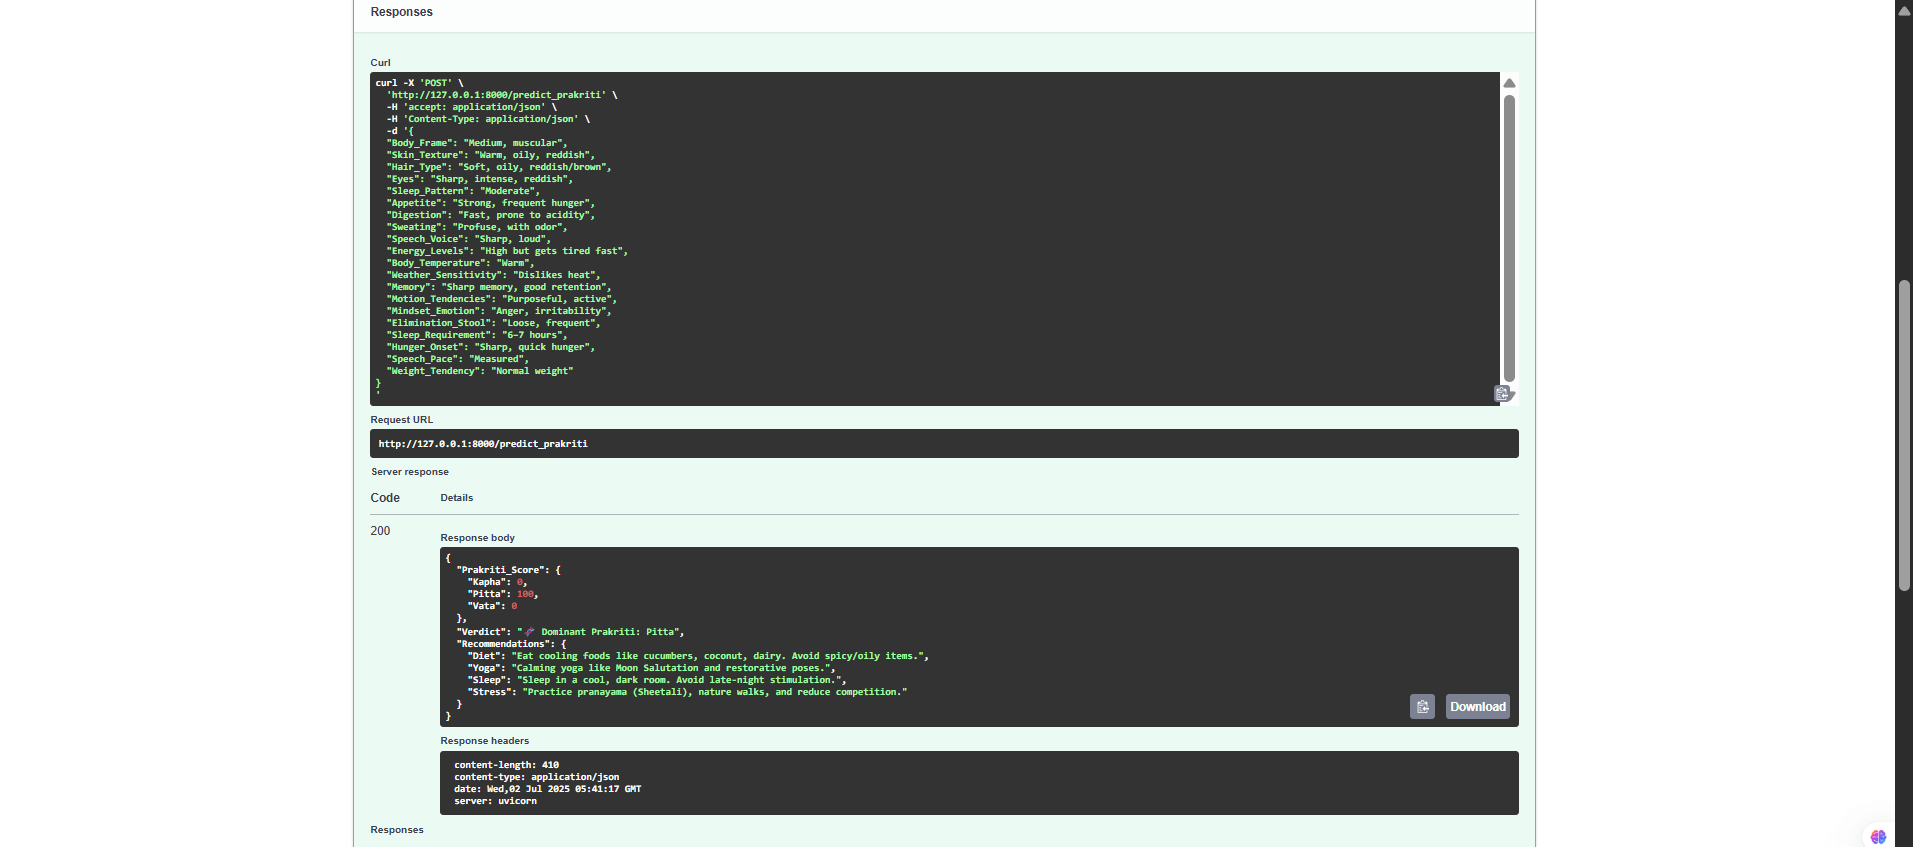 Responses
Curl
curl -X 'POST' \
'http://127.0.0.1:8000/predict_prakriti' \
-H 'accept: application/json' \
-H 'Content-Type: application/json' \
-d '{
"Body_Frame": "Medium, muscular",
"Skin_Texture": "Warm, oily, reddish",
"Hair_Type": "Soft, oily, reddish/brown",
"Eyes": "Sharp, intense, reddish",
"Sleep_Pattern": "Moderate",
"Appetite": "Strong, frequent hunger",
"Digestion": "Fast, prone to acidity",
"Sweating": "Profuse, with odor",
"Speech_Voice": "Sharp, loud",
"Energy_Levels": "High but gets tired fast",
"Body_Temperature": "Warm",
"Weather_Sensitivity": "Dislikes heat",
"Memory": "Sharp memory, good retention",
"Motion_Tendencies": "Purposeful, active",
"Mindset_Emotion": "Anger, irritability",
"Elimination_Stool": "Loose, frequent",
"Sleep_Requirement": "6–7 hours",
"Hunger_Onset": "Sharp, quick hunger",
"Speech_Pace": "Measured",
"Weight_Tendency": "Normal weight"
}
'
Request URL
http://127.0.0.1:8000/predict_prakriti
Server response
Code Details
200
Response body
{
"Prakriti_Score": {
"Kapha": 0,
"Pitta": 100,
"Vata": 0
},
"Verdict": "🧬 Dominant Prakriti: Pitta",
"Recommendations": {
"Diet": "Eat cooling foods like cucumbers, coconut, dairy. Avoid spicy/oily items.",
"Yoga": "Calming yoga like Moon Salutation and restorative poses.",
"Sleep": "Sleep in a cool, dark room. Avoid late-night stimulation.",
"Stress": "Practice pranayama (Sheetali), nature walks, and reduce competition."
}
}
Download
Response headers
content-length: 410
content-type: application/json
date: Wed,02 Jul 2025 05:41:17 GMT
server: uvicorn
Responses